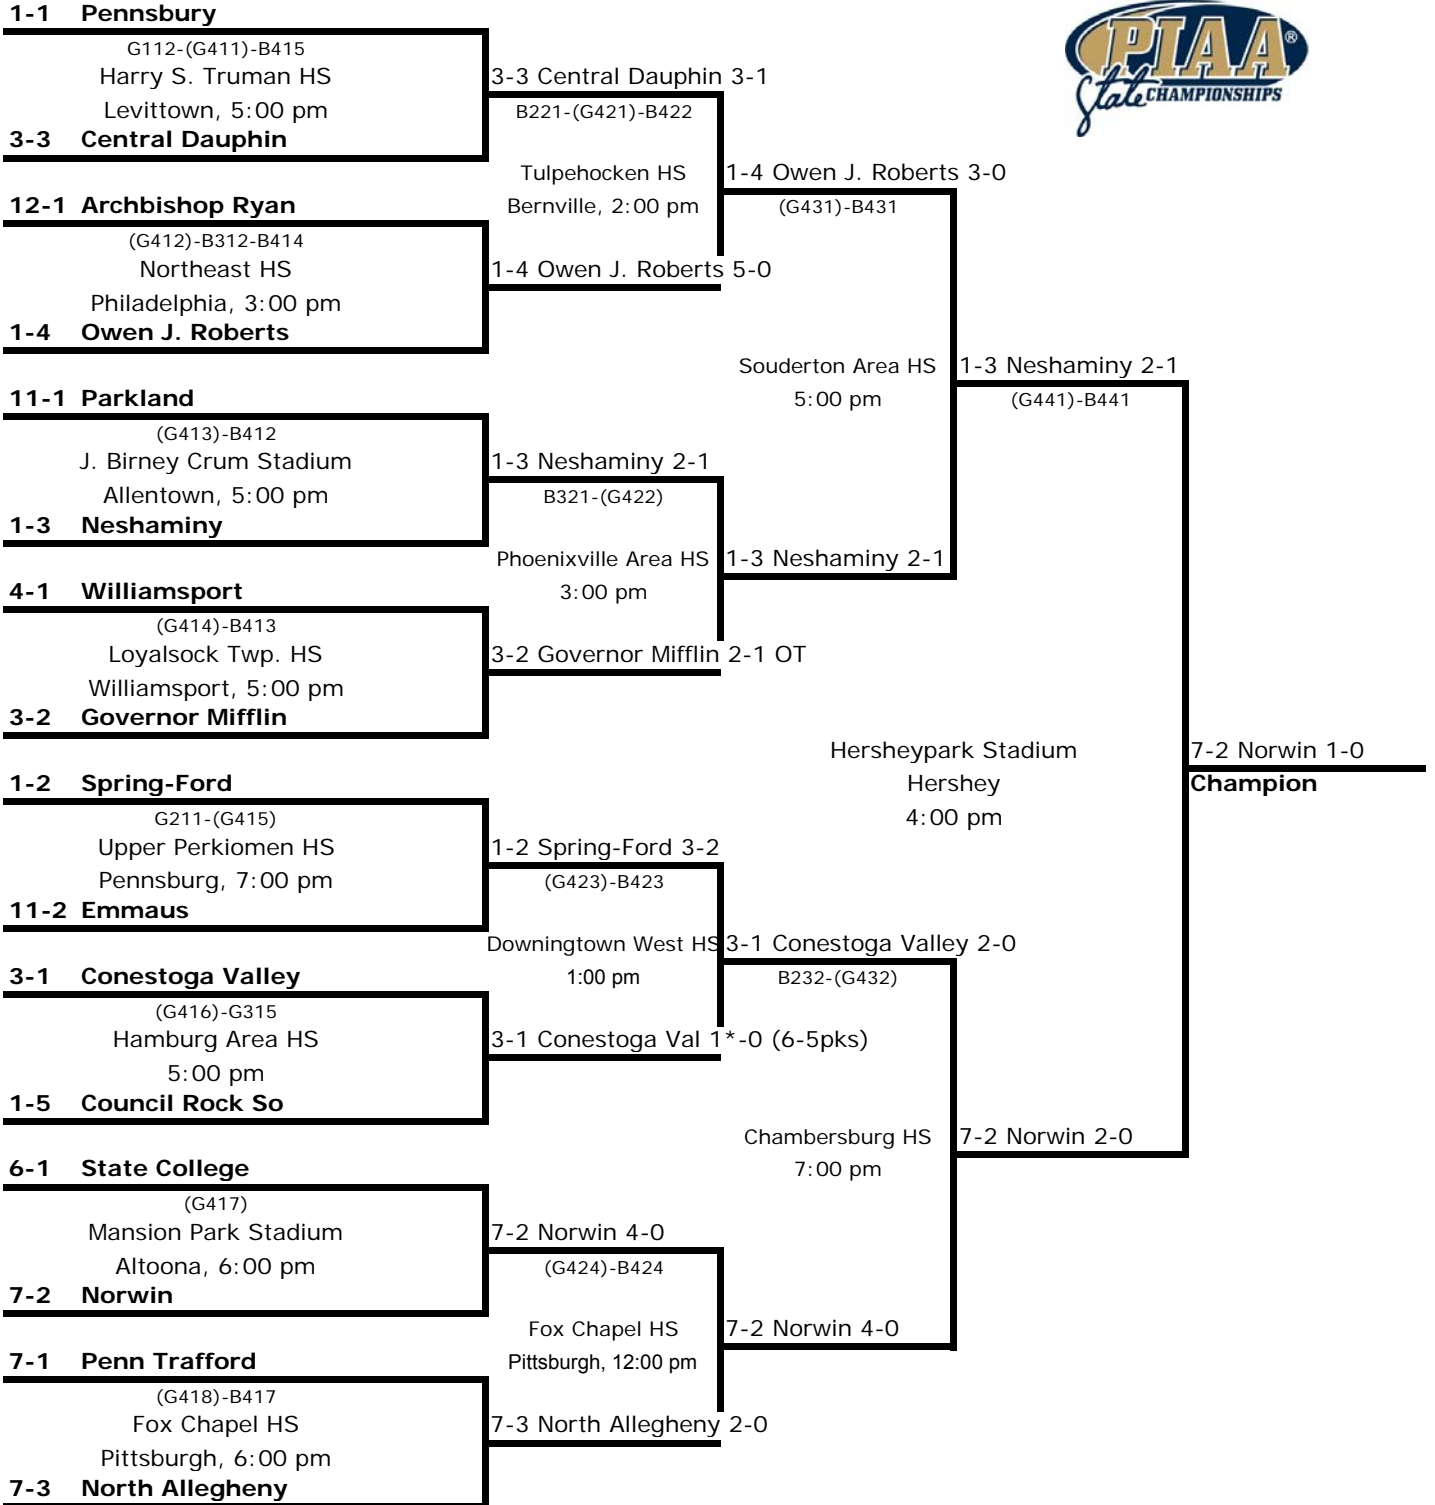 1-1 Pennsbury
G112-(G411)-B415
Harry S. Truman HS
Levittown, 5:00 pm
3-3 Central Dauphin
12-1 Archbishop Ryan
(G412)-B312-B414
Northeast HS
Philadelphia, 3:00 pm
1-4 Owen J. Roberts
11-1 Parkland
(G413)-B412
J. Birney Crum Stadium
Allentown, 5:00 pm
1-3 Neshaminy
4-1 Williamsport
(G414)-B413
Loyalsock Twp. HS
Williamsport, 5:00 pm
3-2 Governor Mifflin
1-2 Spring-Ford
G211-(G415)
Upper Perkiomen HS
Pennsburg, 7:00 pm
11-2 Emmaus
3-1 Conestoga Valley
(G416)-G315
Hamburg Area HS
5:00 pm
1-5 Council Rock So
6-1 State College
(G417)
Mansion Park Stadium
Altoona, 6:00 pm
7-2 Norwin
7-1 Penn Trafford
(G418)-B417
Fox Chapel HS
Pittsburgh, 6:00 pm
7-3 North Allegheny
3-3 Central Dauphin 3-1
B221-(G421)-B422
Tulpehocken HS
Bernville, 2:00 pm
1-4 Owen J. Roberts 5-0
1-3 Neshaminy 2-1
B321-(G422)
Phoenixville Area HS
3:00 pm
3-2 Governor Mifflin 2-1 OT
1-2 Spring-Ford 3-2
(G423)-B423
Downingtown West HS
1:00 pm
3-1 Conestoga Val 1*-0 (6-5pks)
7-2 Norwin 4-0
(G424)-B424
Fox Chapel HS
Pittsburgh, 12:00 pm
7-3 North Allegheny 2-0
1-4 Owen J. Roberts 3-0
(G431)-B431
Souderton Area HS
5:00 pm
1-3 Neshaminy 2-1
3-1 Conestoga Valley 2-0
B232-(G432)
Chambersburg HS
7:00 pm
7-2 Norwin 4-0
1-3 Neshaminy 2-1
(G441)-B441
Hersheypark Stadium
Hershey
4:00 pm
7-2 Norwin 2-0
7-2 Norwin 1-0
Champion
PIAA®
State CHAMPIONSHIPS